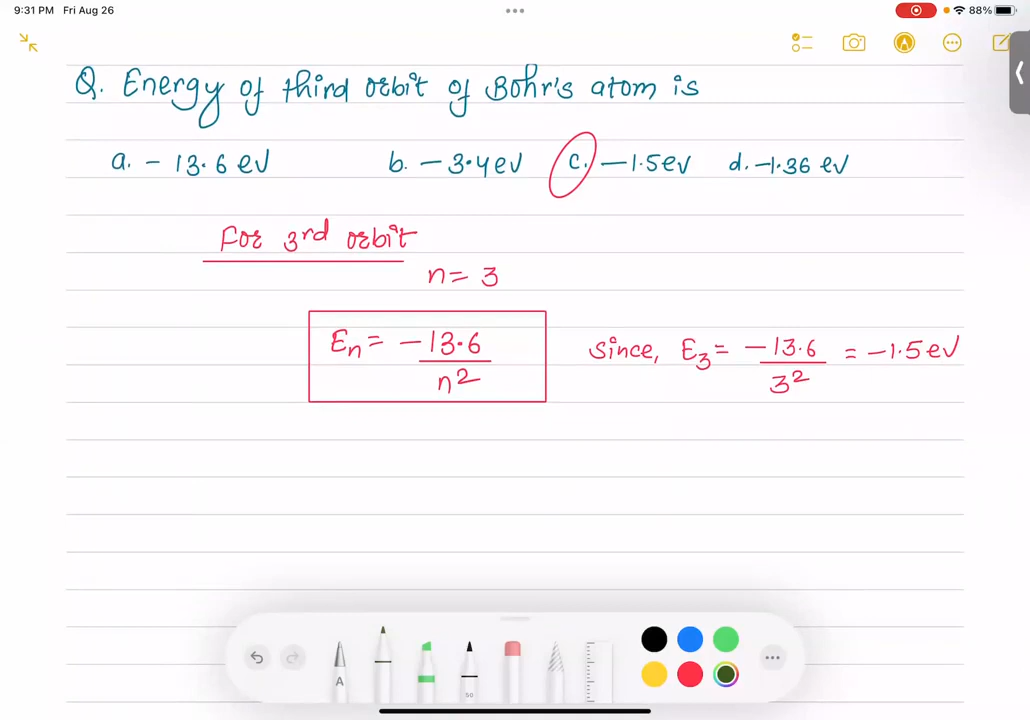 9:31 PM Fri Aug 26 88%
Q. Energy of third orbit of Bohr's atom is
a. - 13.6 eV b. - 3.4 eV c. -1.5 eV d. -1.36 eV
For 3rd orbit
n = 3
En = -13.6 / n²
Since, E3 = -13.6 / 3² = -1.5 eV
A 50